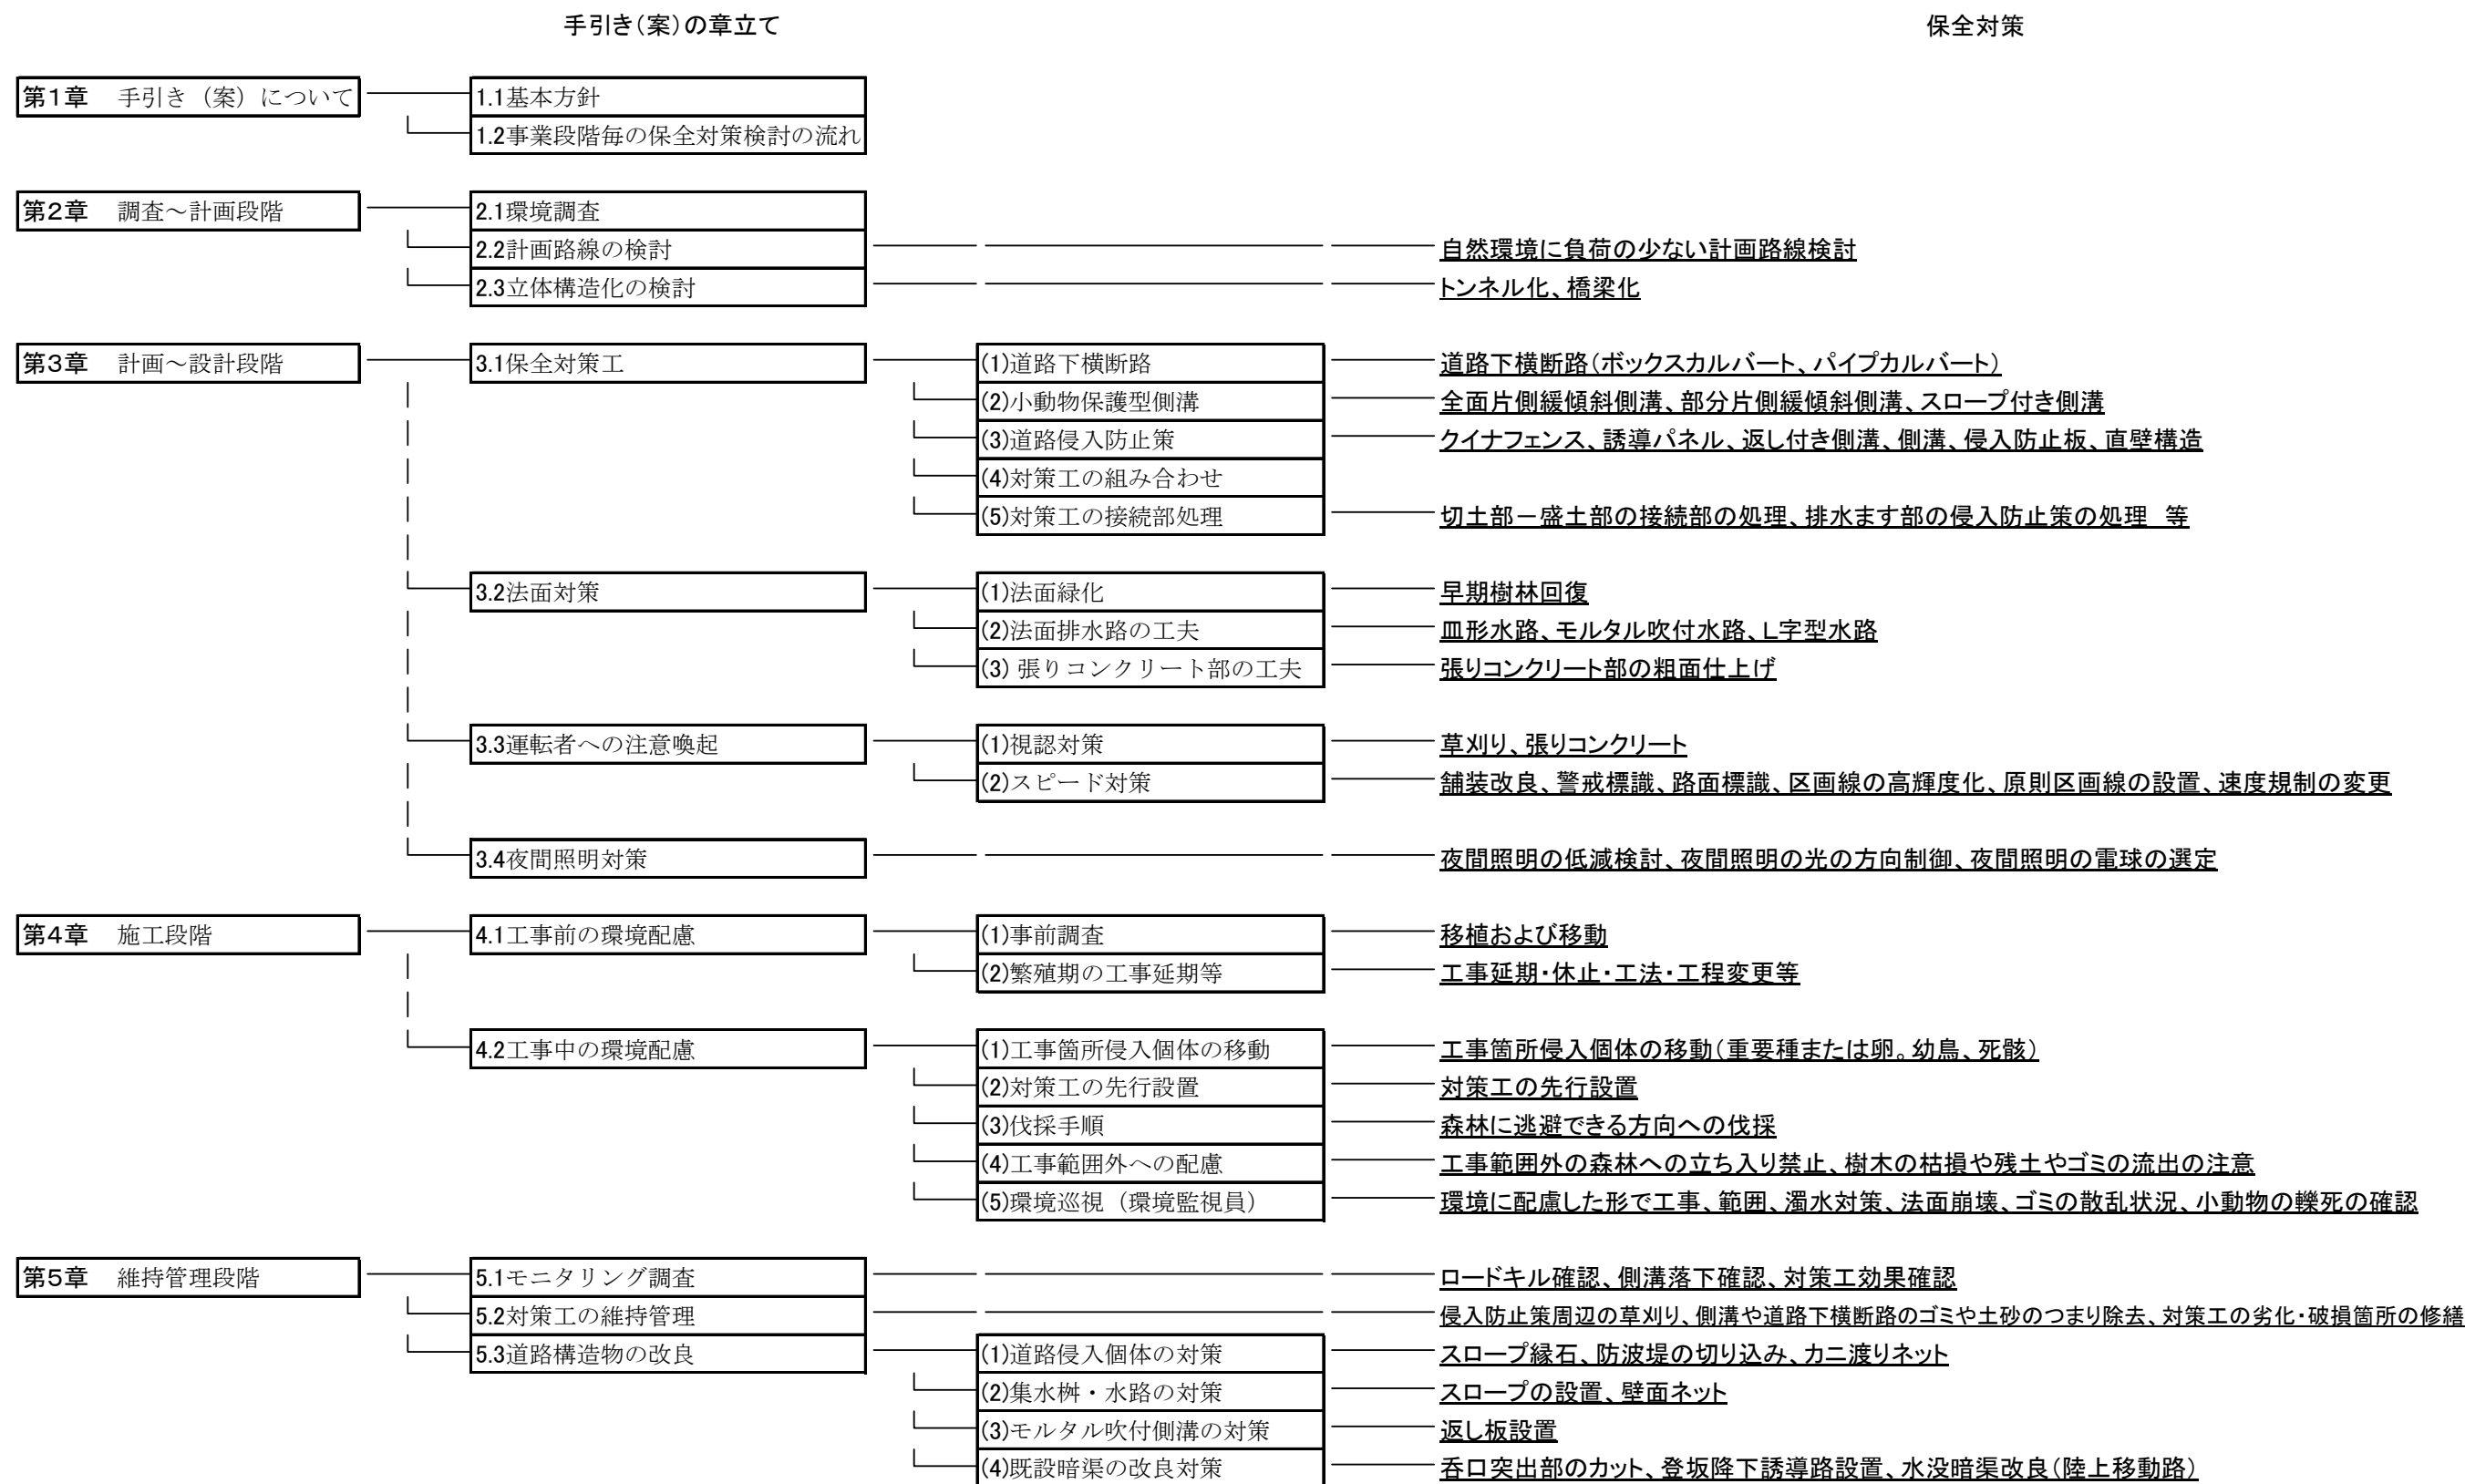 手引き（案）の章立て　保全対策
第1章　手引き（案）について　1.1基本方針
1.2事業段階毎の保全対策検討の流れ
第2章　調査～計画段階　2.1環境調査
2.2計画路線の検討　自然環境に負荷の少ない計画路線検討
2.3立体構造化の検討　トンネル化、橋梁化
第3章　計画～設計段階　3.1保全対策工　(1)道路下横断路　道路下横断路（ボックスカルバート、パイプカルバート）
(2)小動物保護型側溝　全面片側緩傾斜側溝、部分片側緩傾斜側溝、スロープ付き側溝
(3)道路侵入防止策　クイナフェンス、誘導パネル、返し付き側溝、側溝、侵入防止板、直壁構造
(4)対策工の組み合わせ
(5)対策工の接続部処理　切土部－盛土部の接続部の処理、排水ます部の侵入防止策の処理　等
3.2法面対策　(1)法面緑化　早期樹林回復
(2)法面排水路の工夫　皿形水路、モルタル吹付水路、L字型水路
(3) 張りコンクリート部の工夫　張りコンクリート部の粗面仕上げ
3.3運転者への注意喚起　(1)視認対策　草刈り、張りコンクリート
(2)スピード対策　舗装改良、警戒標識、路面標識、区画線の高輝度化、原則区画線の設置、速度規制の変更
3.4夜間照明対策　夜間照明の低減検討、夜間照明の光の方向制御、夜間照明の電球の選定
第4章　施工段階　4.1工事前の環境配慮　(1)事前調査　移植および移動
(2)繁殖期の工事延期等　工事延期・休止・工法・工程変更等
4.2工事中の環境配慮　(1)工事箇所侵入個体の移動　工事箇所侵入個体の移動（重要種または卵。幼鳥、死骸）
(2)対策工の先行設置　対策工の先行設置
(3)伐採手順　森林に逃避できる方向への伐採
(4)工事範囲外への配慮　工事範囲外の森林への立ち入り禁止、樹木の枯損や残土やゴミの流出の注意
(5)環境巡視（環境監視員）　環境に配慮した形で工事、範囲、濁水対策、法面崩壊、ゴミの散乱状況、小動物の轢死の確認
第5章　維持管理段階　5.1モニタリング調査　ロードキル確認、側溝落下確認、対策工効果確認
5.2対策工の維持管理　侵入防止策周辺の草刈り、側溝や道路下横断路のゴミや土砂のつまり除去、対策工の劣化・破損箇所の修繕
5.3道路構造物の改良　(1)道路侵入個体の対策　スロープ縁石、防波堤の切り込み、カニ渡りネット
(2)集水桝・水路の対策　スロープの設置、壁面ネット
(3)モルタル吹付側溝の対策　返し板設置
(4)既設暗渠の改良対策　呑口突出部のカット、登坂降下誘導路設置、水没暗渠改良（陸上移動路）